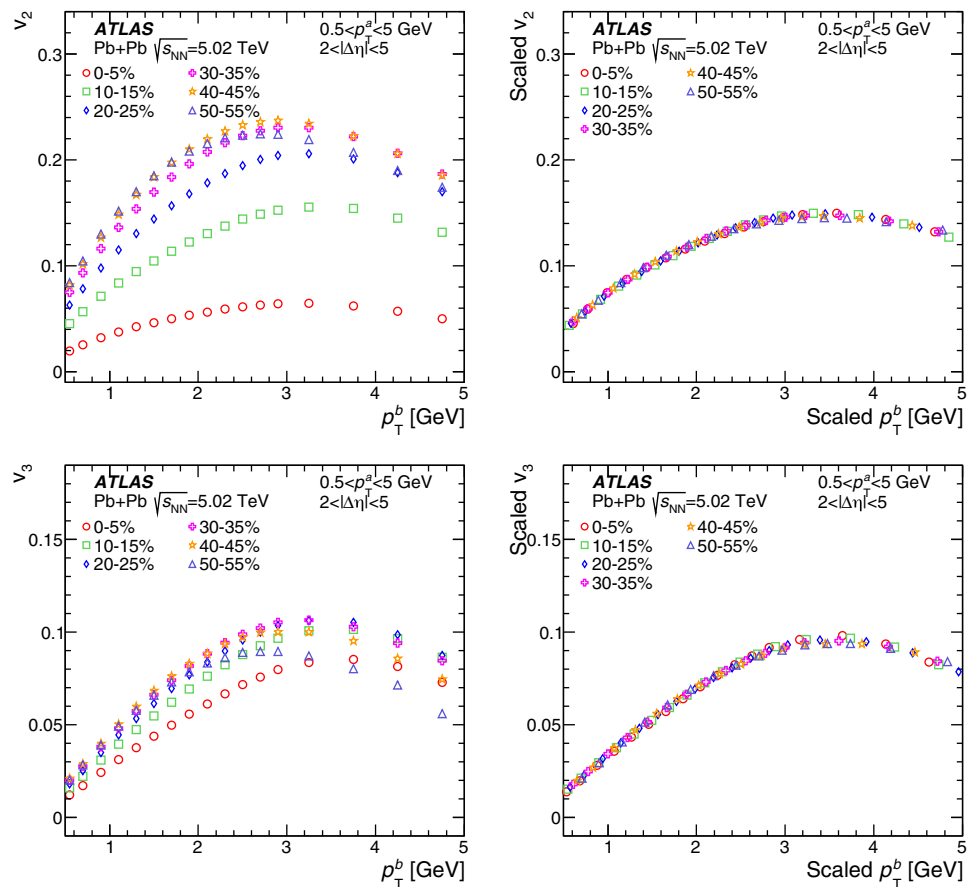 v₂
ATLAS
0.5<p_T^a<5 GeV
Pb+Pb √s_NN=5.02 TeV
2<|Δη|<5
0-5%
30-35%
10-15%
40-45%
20-25%
50-55%
0.3
0.2
0.1
0
1
2
3
4
5
p_T^b [GeV]
Scaled v₂
ATLAS
0.5<p_T^a<5 GeV
Pb+Pb √s_NN=5.02 TeV
2<|Δη|<5
0-5%
40-45%
10-15%
50-55%
20-25%
30-35%
0.3
0.2
0.1
0
1
2
3
4
5
Scaled p_T^b [GeV]
v₃
ATLAS
0.5<p_T^a<5 GeV
Pb+Pb √s_NN=5.02 TeV
2<|Δη|<5
0-5%
30-35%
10-15%
40-45%
20-25%
50-55%
0.15
0.1
0.05
0
1
2
3
4
5
p_T^b [GeV]
Scaled v₃
ATLAS
0.5<p_T^a<5 GeV
Pb+Pb √s_NN=5.02 TeV
2<|Δη|<5
0-5%
40-45%
10-15%
50-55%
20-25%
30-35%
0.15
0.1
0.05
0
1
2
3
4
5
Scaled p_T^b [GeV]